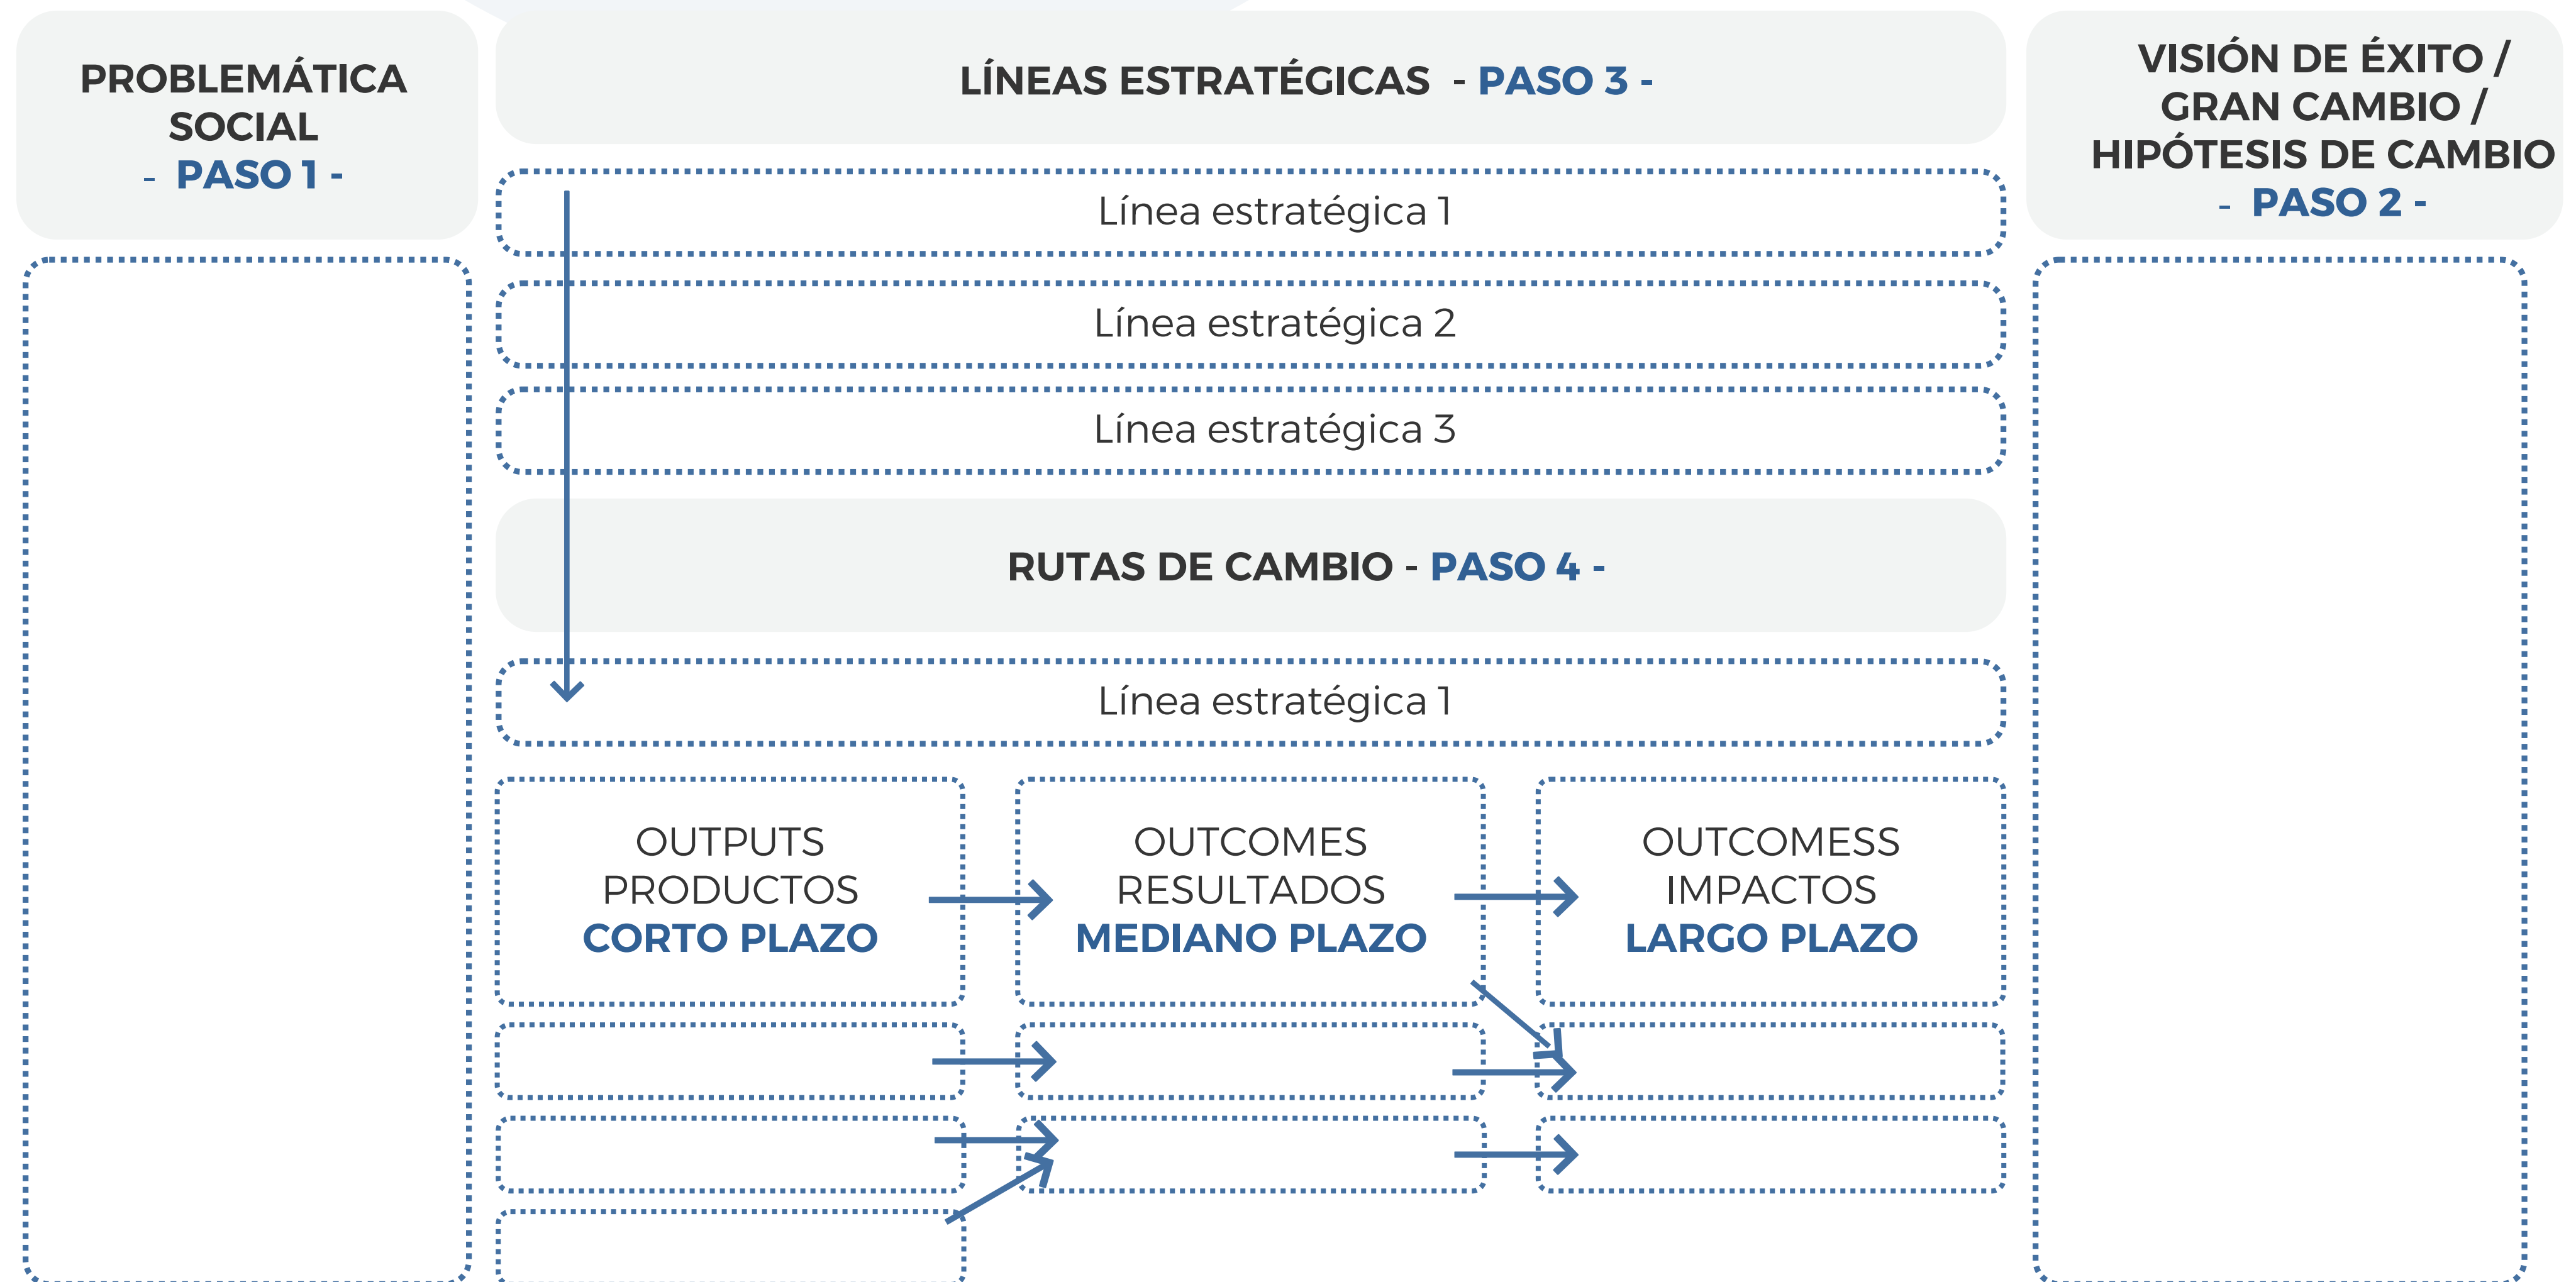 PROBLEMÁTICA
SOCIAL
- PASO 1 -
LÍNEAS ESTRATÉGICAS - PASO 3 -
VISIÓN DE ÉXITO /
GRAN CAMBIO /
HIPÓTESIS DE CAMBIO
- PASO 2 -
Línea estratégica 1
Línea estratégica 2
Línea estratégica 3
RUTAS DE CAMBIO - PASO 4 -
Línea estratégica 1
OUTPUTS
PRODUCTOS
CORTO PLAZO
OUTCOMES
RESULTADOS
MEDIANO PLAZO
OUTCOMESS
IMPACTOS
LARGO PLAZO